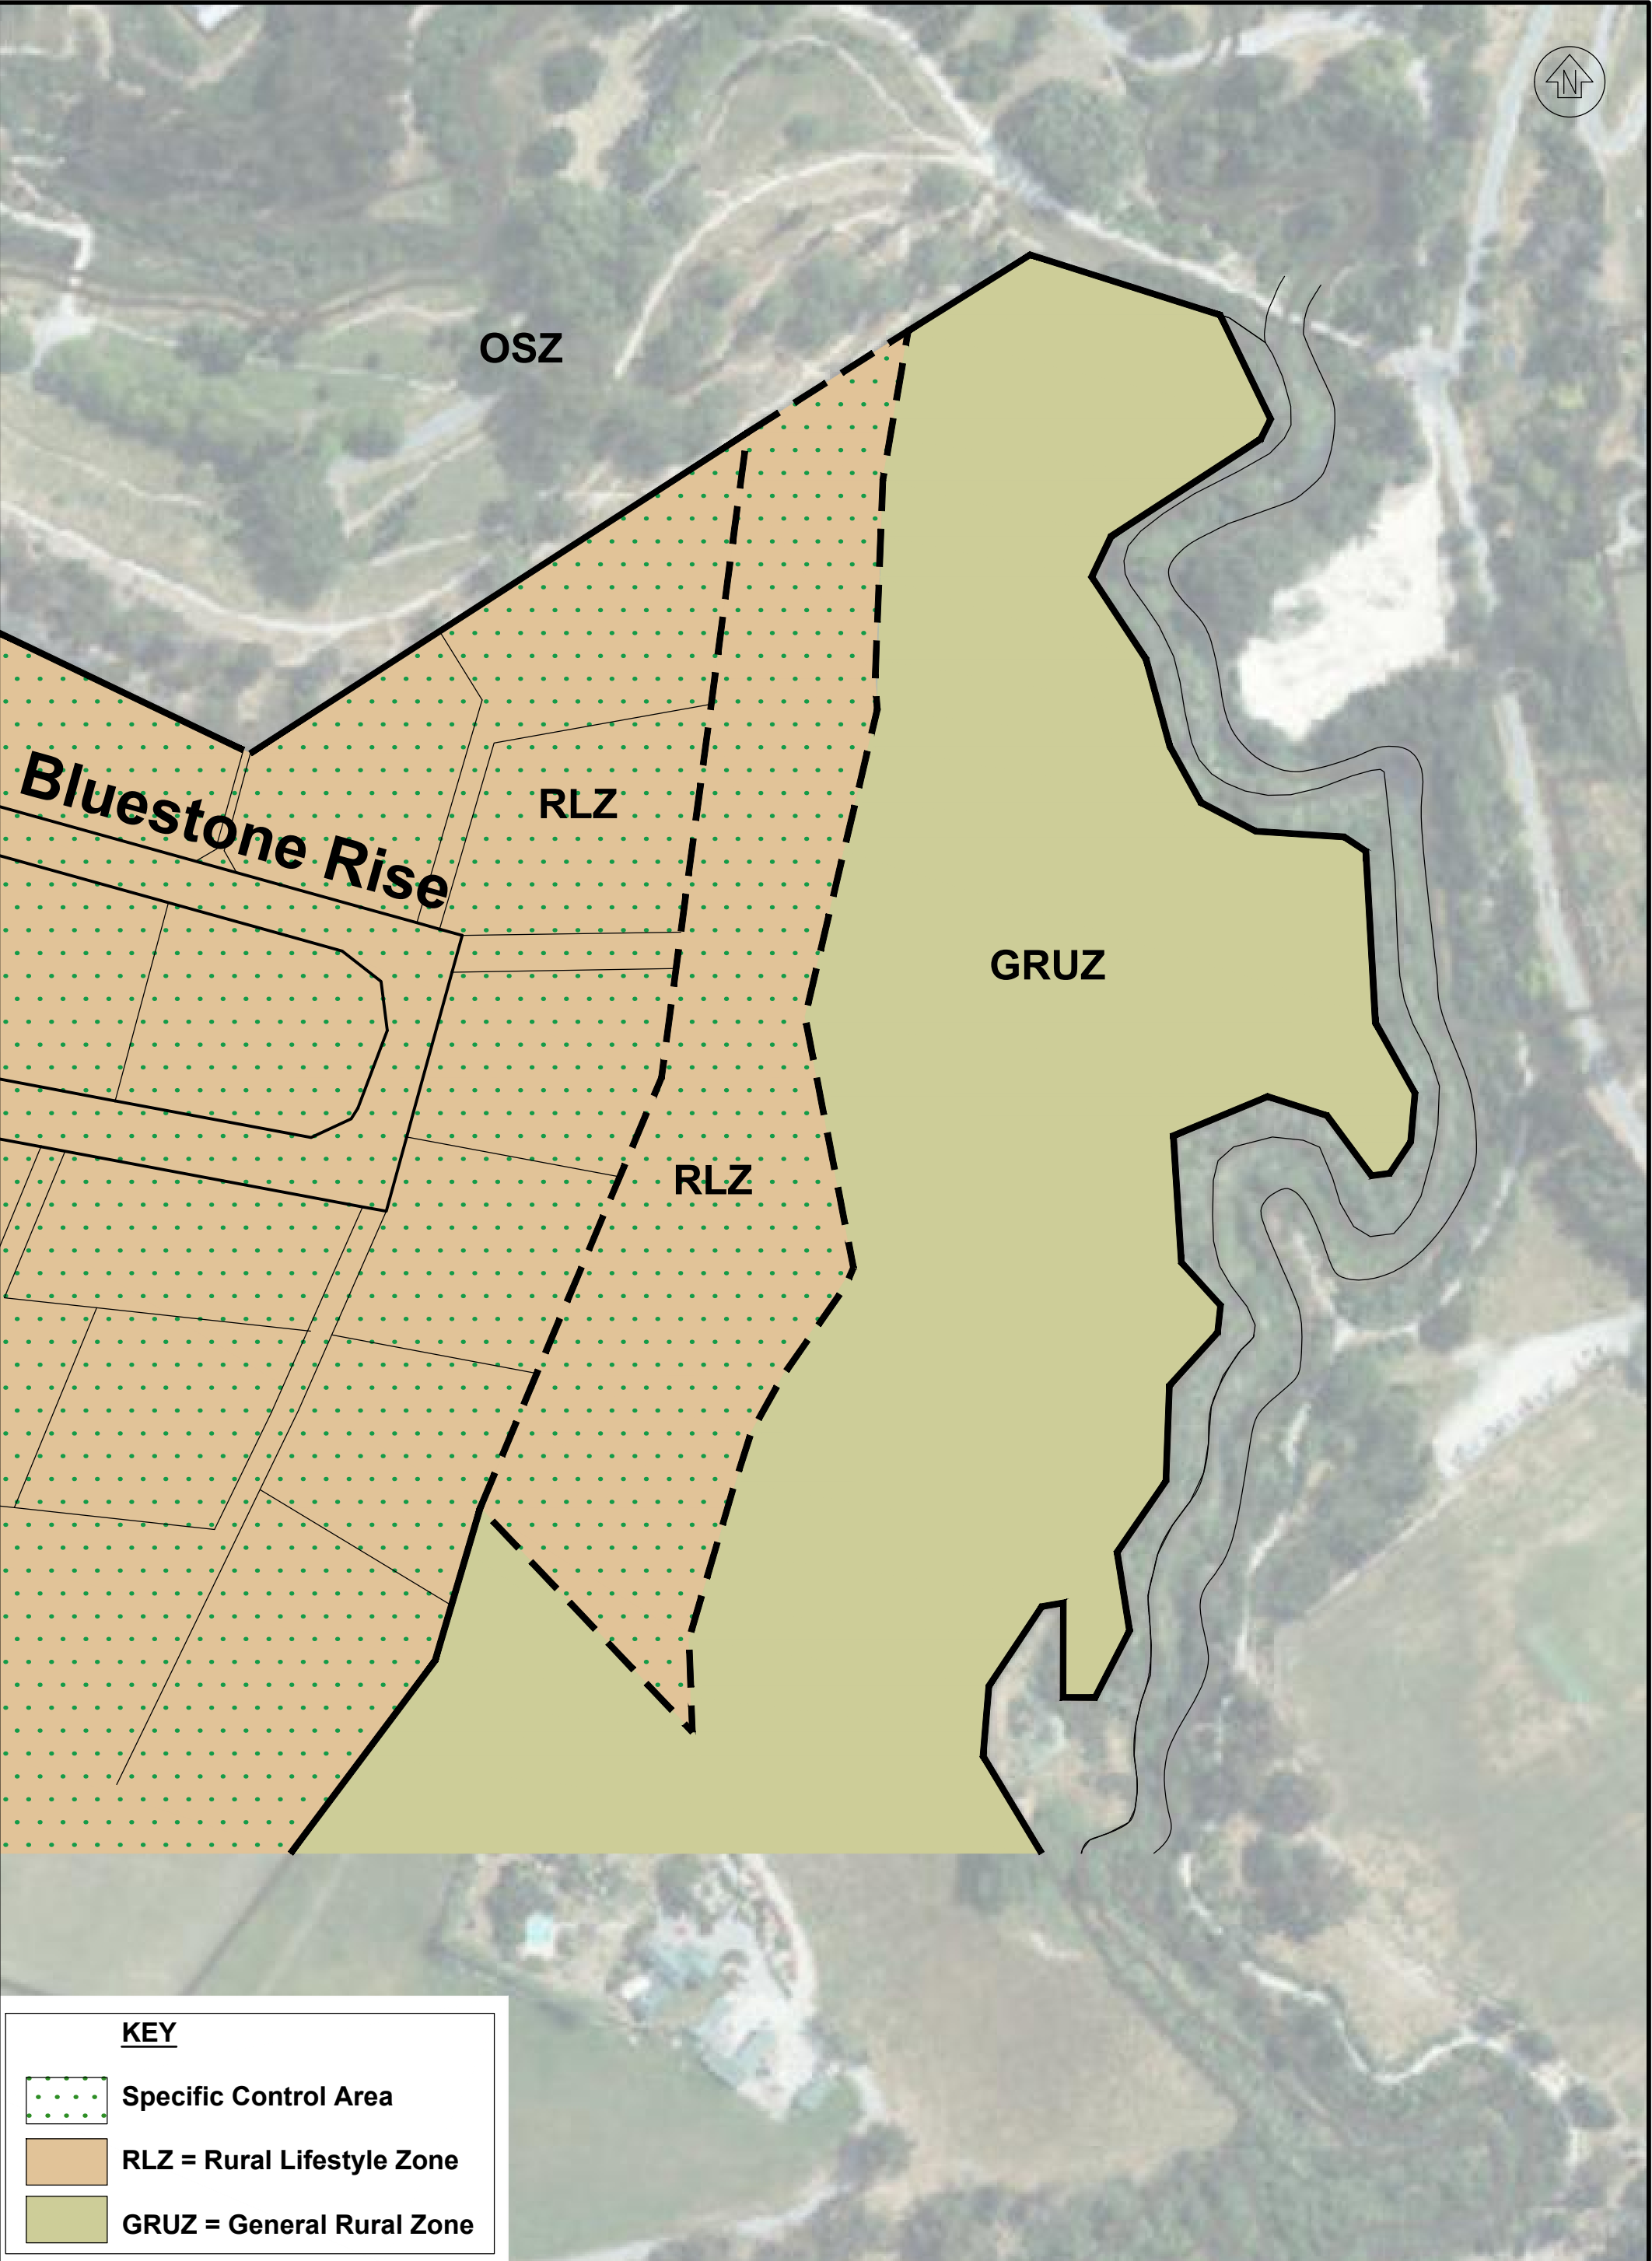 N
OSZ
Bluestone Rise
RLZ
GRUZ
RLZ
KEY
Specific Control Area
RLZ = Rural Lifestyle Zone
GRUZ = General Rural Zone